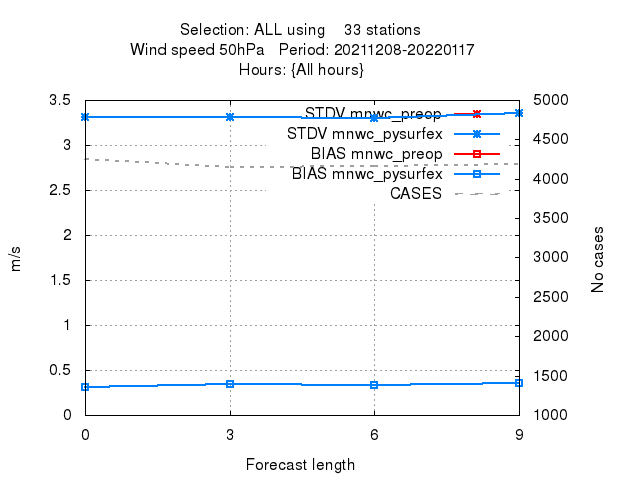 Selection: ALL using 33 stations
Wind speed 50hPa Period: 20211208-20220117
Hours: {All hours}
3.5
3
2.5
2
1.5
1
0.5
0
5000
4500
4000
3500
3000
2500
2000
1500
1000
STDV mnwc_preop
STDV mnwc_pysurfex
BIAS mnwc_preop
BIAS mnwc_pysurfex
CASES
m/s
No cases
0 3 6 9
Forecast length